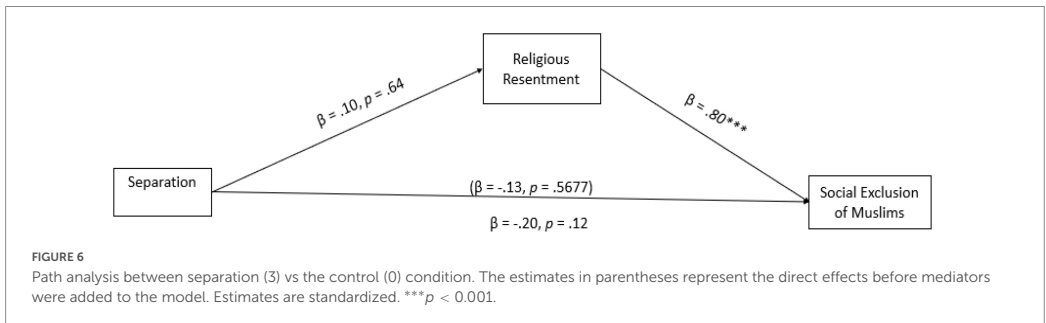 Religious
Resentment
β = .10, p = .64
β = .80***
Separation
(β = -.13, p = .5677)
Social Exclusion
of Muslims
β = -.20, p = .12
FIGURE 6
Path analysis between separation (3) vs the control (0) condition. The estimates in parentheses represent the direct effects before mediators
were added to the model. Estimates are standardized. ***p < 0.001.